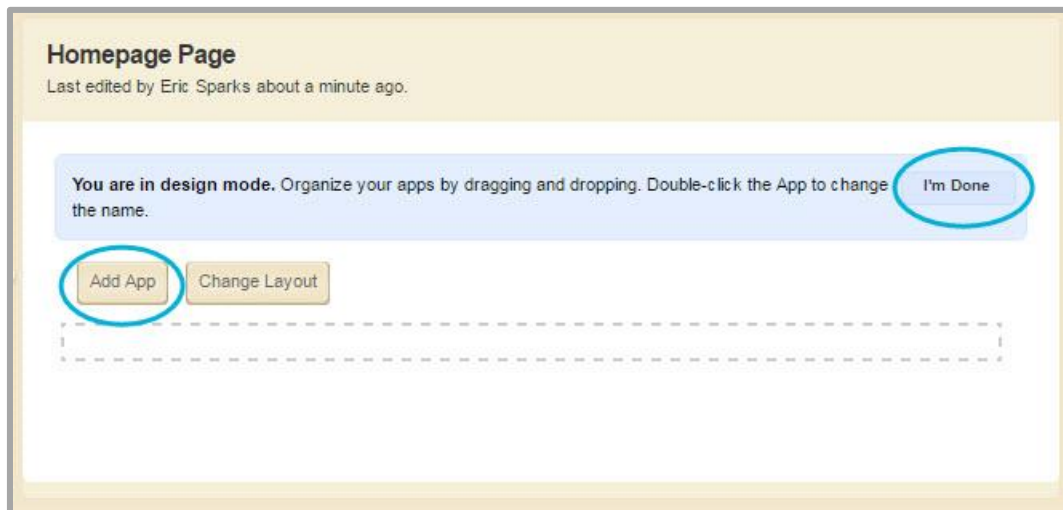 Homepage Page
Last edited by Eric Sparks about a minute ago.
You are in design mode. Organize your apps by dragging and dropping. Double-click the App to change
the name.
I'm Done
Add App
Change Layout